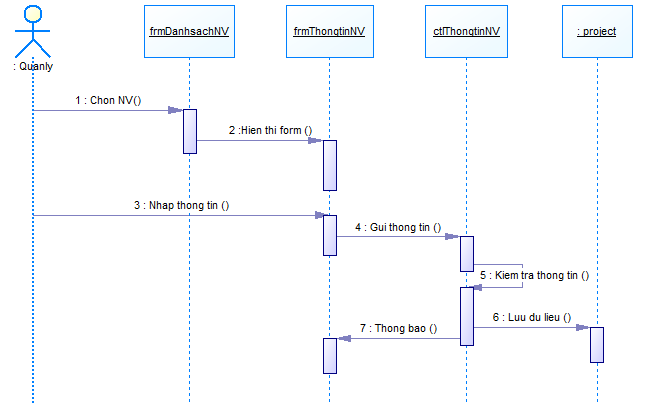 : Quanly
frmDanhsachNV
frmThongtinNV
ctlThongtinNV
: project
1 : Chon NV()
2 :Hien thi form ()
3 : Nhap thong tin ()
4 : Gui thong tin ()
5 : Kiem tra thong tin ()
6 : Luu du lieu ()
7 : Thong bao ()